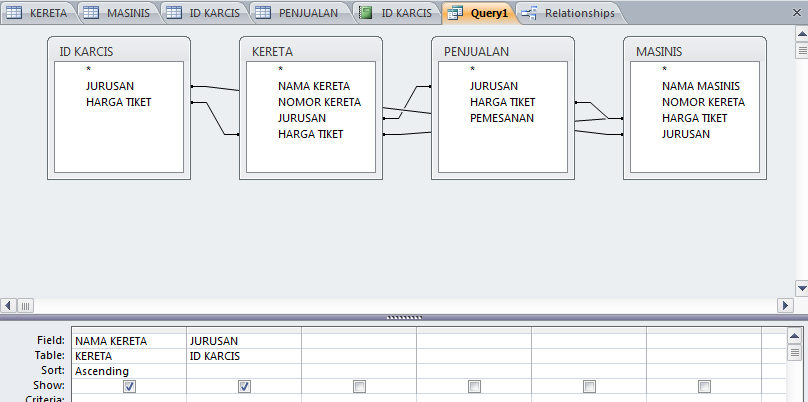 KERETA MASINIS ID KARCIS PENJUALAN ID KARCIS Query1 Relationships
ID KARCIS
*
JURUSAN
HARGA TIKET
KERETA
*
NAMA KERETA
NOMOR KERETA
JURUSAN
HARGA TIKET
PENJUALAN
*
JURUSAN
HARGA TIKET
PEMESANAN
MASINIS
*
NAMA MASINIS
NOMOR KERETA
HARGA TIKET
JURUSAN
Field: NAMA KERETA JURUSAN
Table: KERETA ID KARCIS
Sort: Ascending
Show:
Criteria: